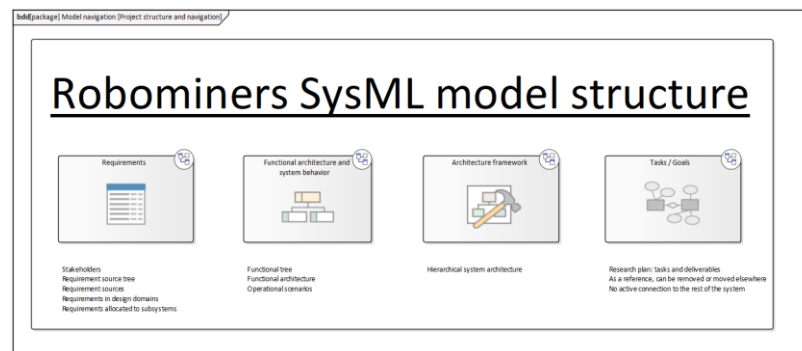 bdd[package] Model navigation [Project structure and navigation]
Robominers SysML model structure
Requirements
Functional architecture and
system behavior
Architecture framework
Tasks / Goals
Stakeholders
Requirement source tree
Requirement sources
Requirements in design domains
Requirements allocated to subsystems
Functional tree
Functional architecture
Operational scenarios
Hierarchical system architecture
Research plan: tasks and deliverables
As a reference, can be removed or moved elsewhere
No active connection to the rest of the system